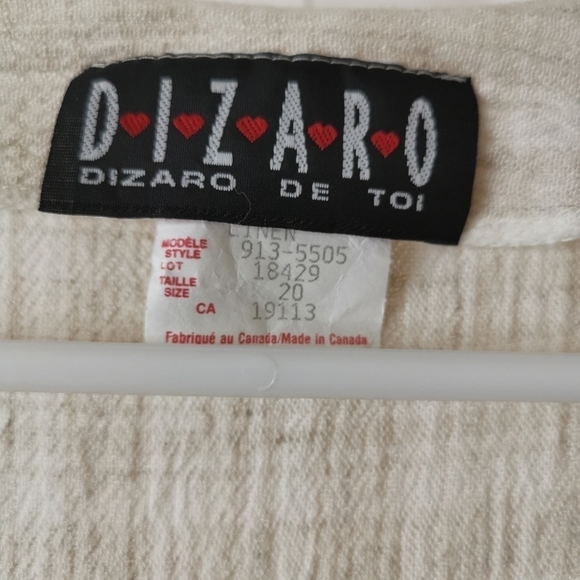 D♥I♥Z♥A♥R♥O
DIZARO DE TOI
LINEN
MODÈLE
STYLE 913-5505
LOT 18429
TAILLE
SIZE 20
CA 19113
Fabriqué au Canada/Made in Canada